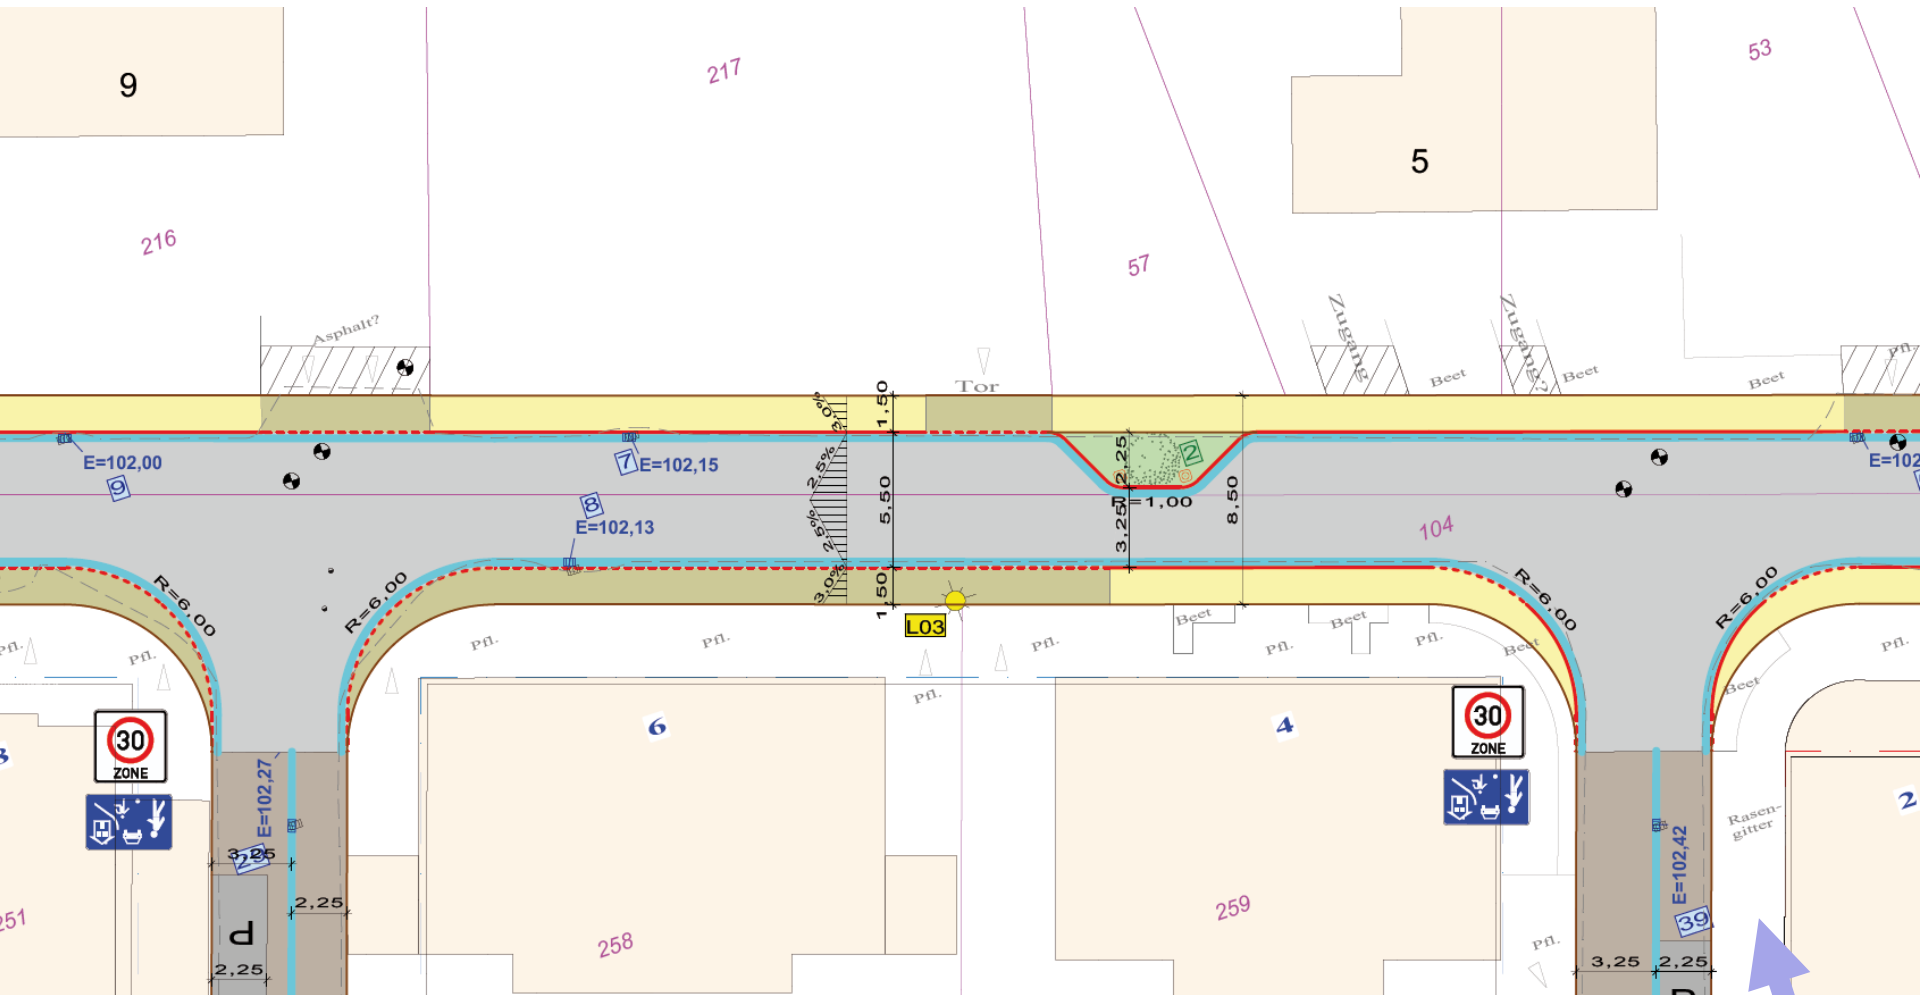 9
217
53
5
216
57
Asphalt?
Zugang
Zugang?
Beet
Beet
Beet
Pfl.
Tor
3,0%
1,50
E=102,00
9
7
E=102,15
8
E=102,13
2,5%
2,5%
5,50
2,25
2
R=1,00
3,25
8,50
104
E=102
3,0%
1,50
L03
R=6,00
R=6,00
R=6,00
R=6,00
Pfl.
Pfl.
Pfl.
Pfl.
Pfl.
Pfl.
Beet
Pfl.
Beet
Pfl.
Beet
Beet
Pfl.
30
ZONE
30
ZONE
6
4
3
2
E=102,27
3,25
23
2,25
P
2,25
251
258
259
Rasen-
gitter
E=102,42
39
Pfl.
3,25
2,25